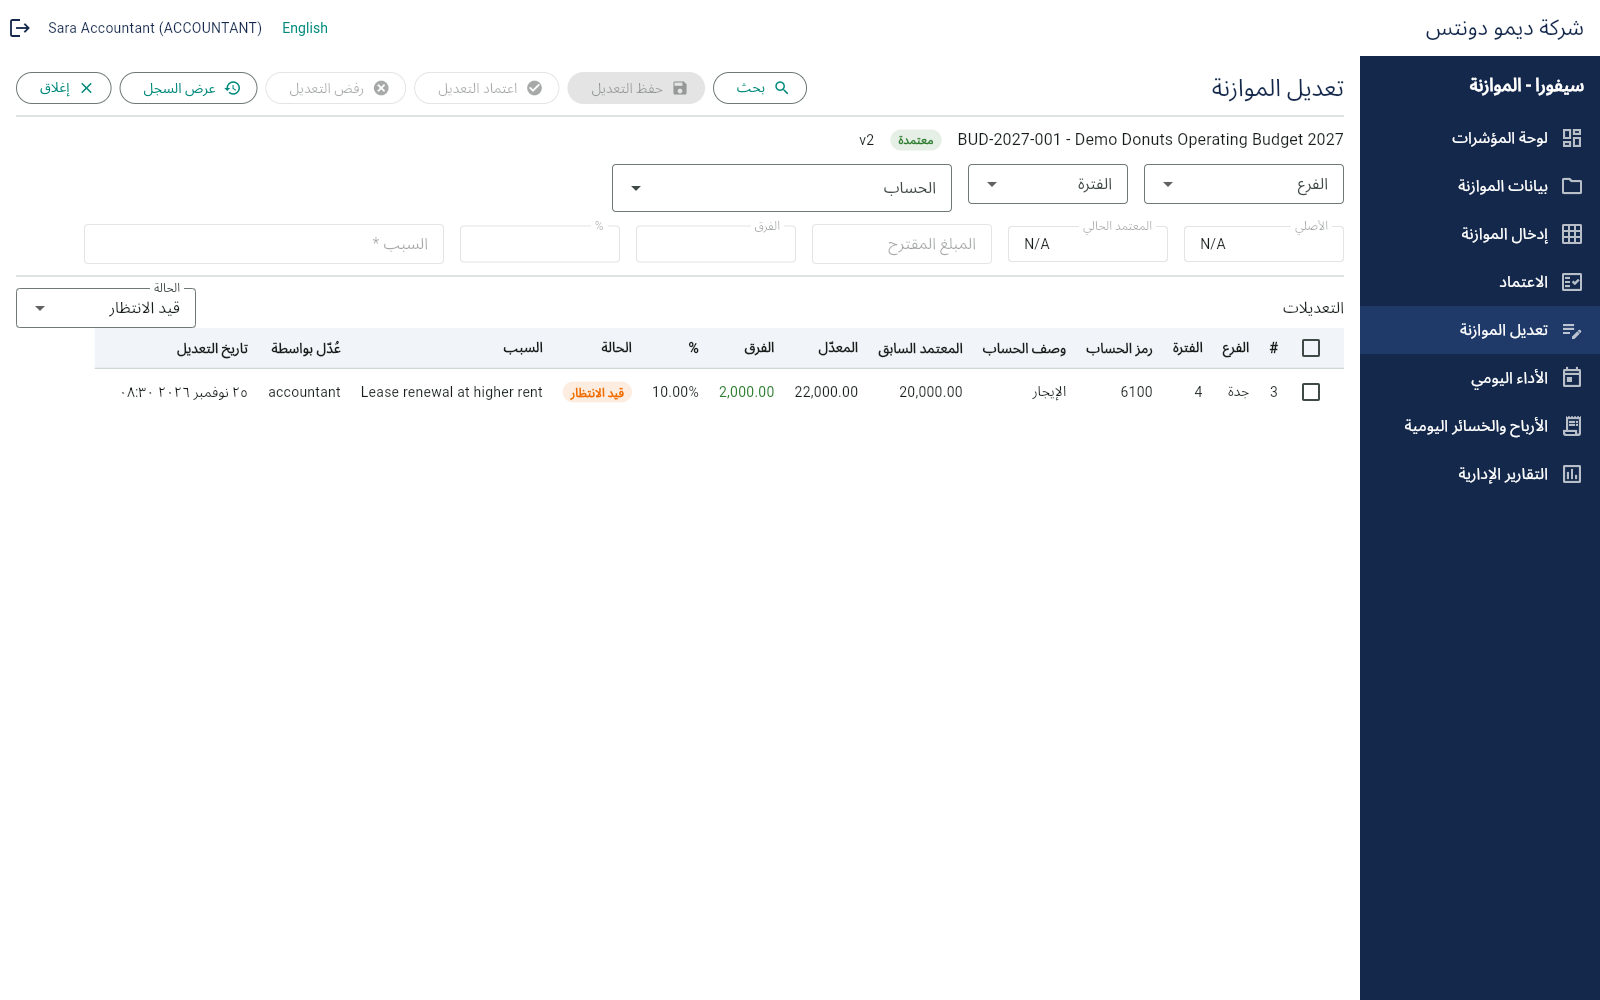 شركة ديمو دونتس
English
Sara Accountant (ACCOUNTANT)
سيفورا - الموازنة
لوحة المؤشرات
بيانات الموازنة
إدخال الموازنة
الاعتماد
تعديل الموازنة
الأداء اليومي
الأرباح والخسائر اليومية
التقارير الإدارية
تعديل الموازنة
بحث
حفظ التعديل
اعتماد التعديل
رفض التعديل
عرض السجل
إغلاق
BUD-2027-001 - Demo Donuts Operating Budget 2027 معتمدة v2
الفرع
الفترة
الحساب
الأصلي
N/A
المعتمد الحالي
N/A
المبلغ المقترح
الفرق
%
السبب *
التعديلات
الحالة
قيد الانتظار
# الفرع الفترة رمز الحساب وصف الحساب المعتمد السابق المعدّل الفرق % الحالة السبب عُدّل بواسطة تاريخ التعديل
3 جدة 4 6100 الإيجار 20,000.00 22,000.00 2,000.00 10.00% قيد الانتظار Lease renewal at higher rent accountant ٢٥ نوفمبر ٢٠٢٦ ٠٨:٣٠